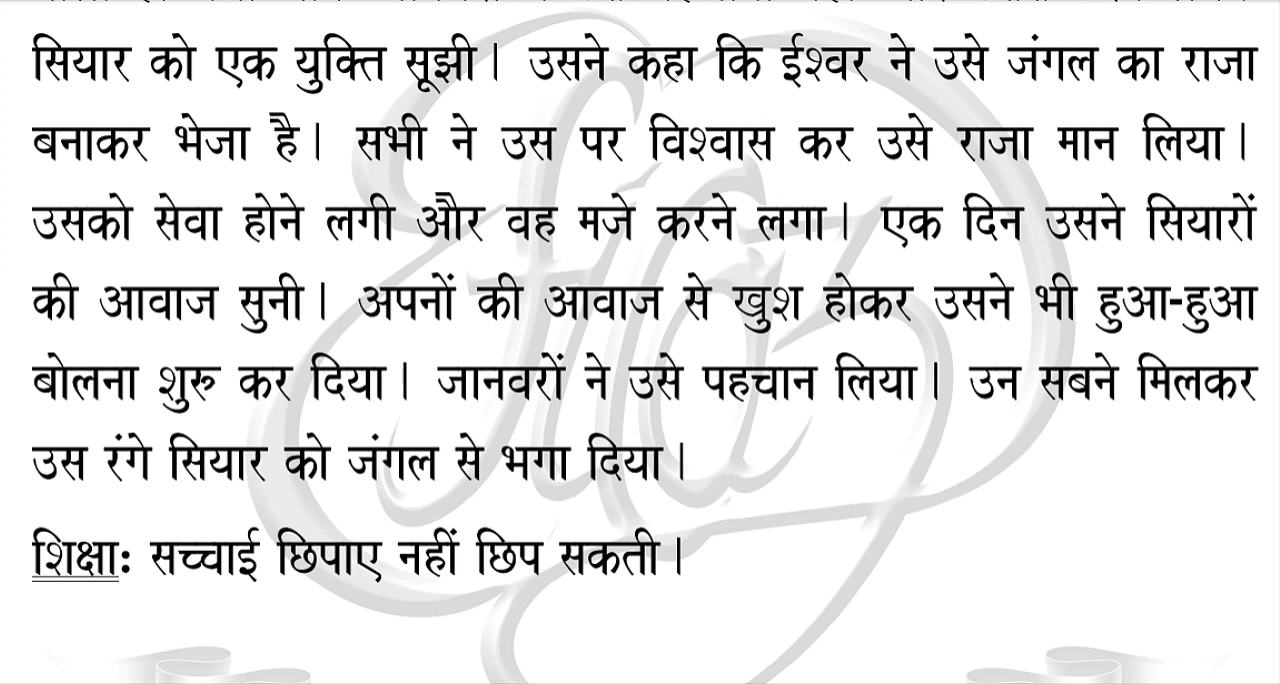 सियार को एक युक्ति सूझी। उसने कहा कि ईश्वर ने उसे जंगल का राजा
बनाकर भेजा है। सभी ने उस पर विश्वास कर उसे राजा मान लिया।
उसको सेवा होने लगी और वह मजे करने लगा। एक दिन उसने सियारों
की आवाज सुनी। अपनों की आवाज से खुश होकर उसने भी हुआ-हुआ
बोलना शुरू कर दिया। जानवरों ने उसे पहचान लिया। उन सबने मिलकर
उस रंगे सियार को जंगल से भगा दिया।
शिक्षाः सच्चाई छिपाए नहीं छिप सकती।